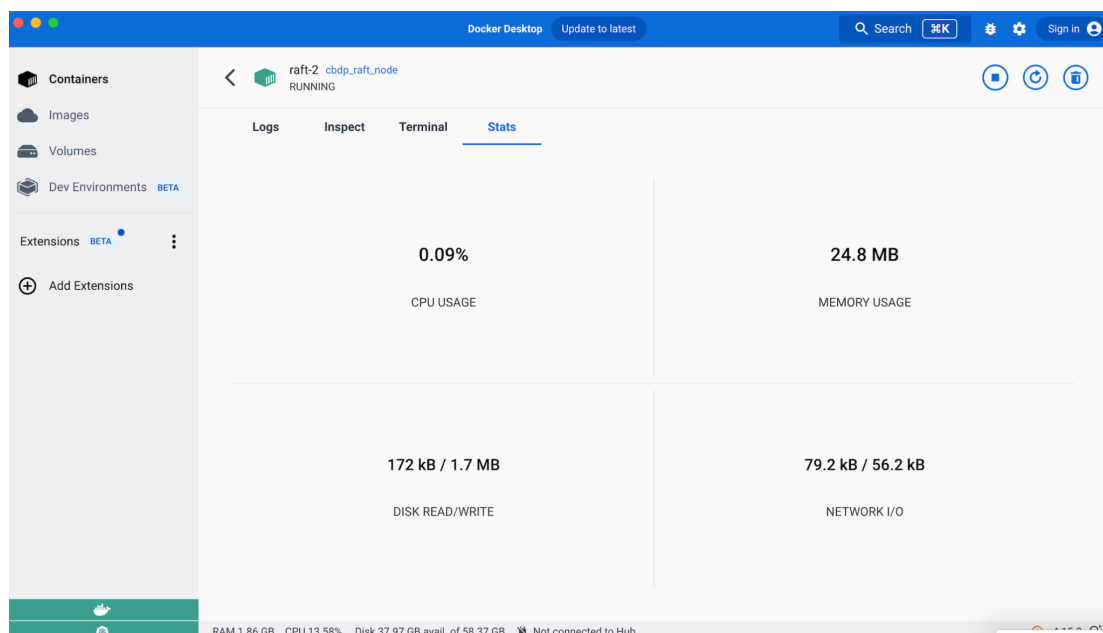 Docker Desktop Update to latest Search ⌘K Sign in
Containers
Images
Volumes
Dev Environments BETA
Extensions BETA
Add Extensions
raft-2 cbdp_raft_node
RUNNING
Logs Inspect Terminal Stats
0.09%
CPU USAGE
24.8 MB
MEMORY USAGE
172 kB / 1.7 MB
DISK READ/WRITE
79.2 kB / 56.2 kB
NETWORK I/O
RAM 1.86 GB CPU 13.58% Disk 37.97 GB avail. of 58.37 GB Not connected to Hub